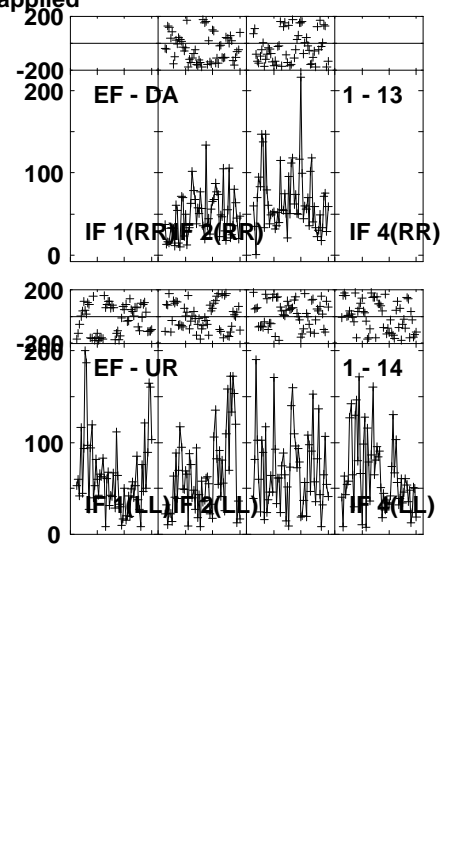 applied
200
-200
200
EF - DA
1 - 13
100
IF 1(RR)
IF 2(RR)
IF 4(RR)
0
200
-200
200
EF - UR
1 - 14
100
IF 1(LL)
IF 2(LL)
IF 4(LL)
0